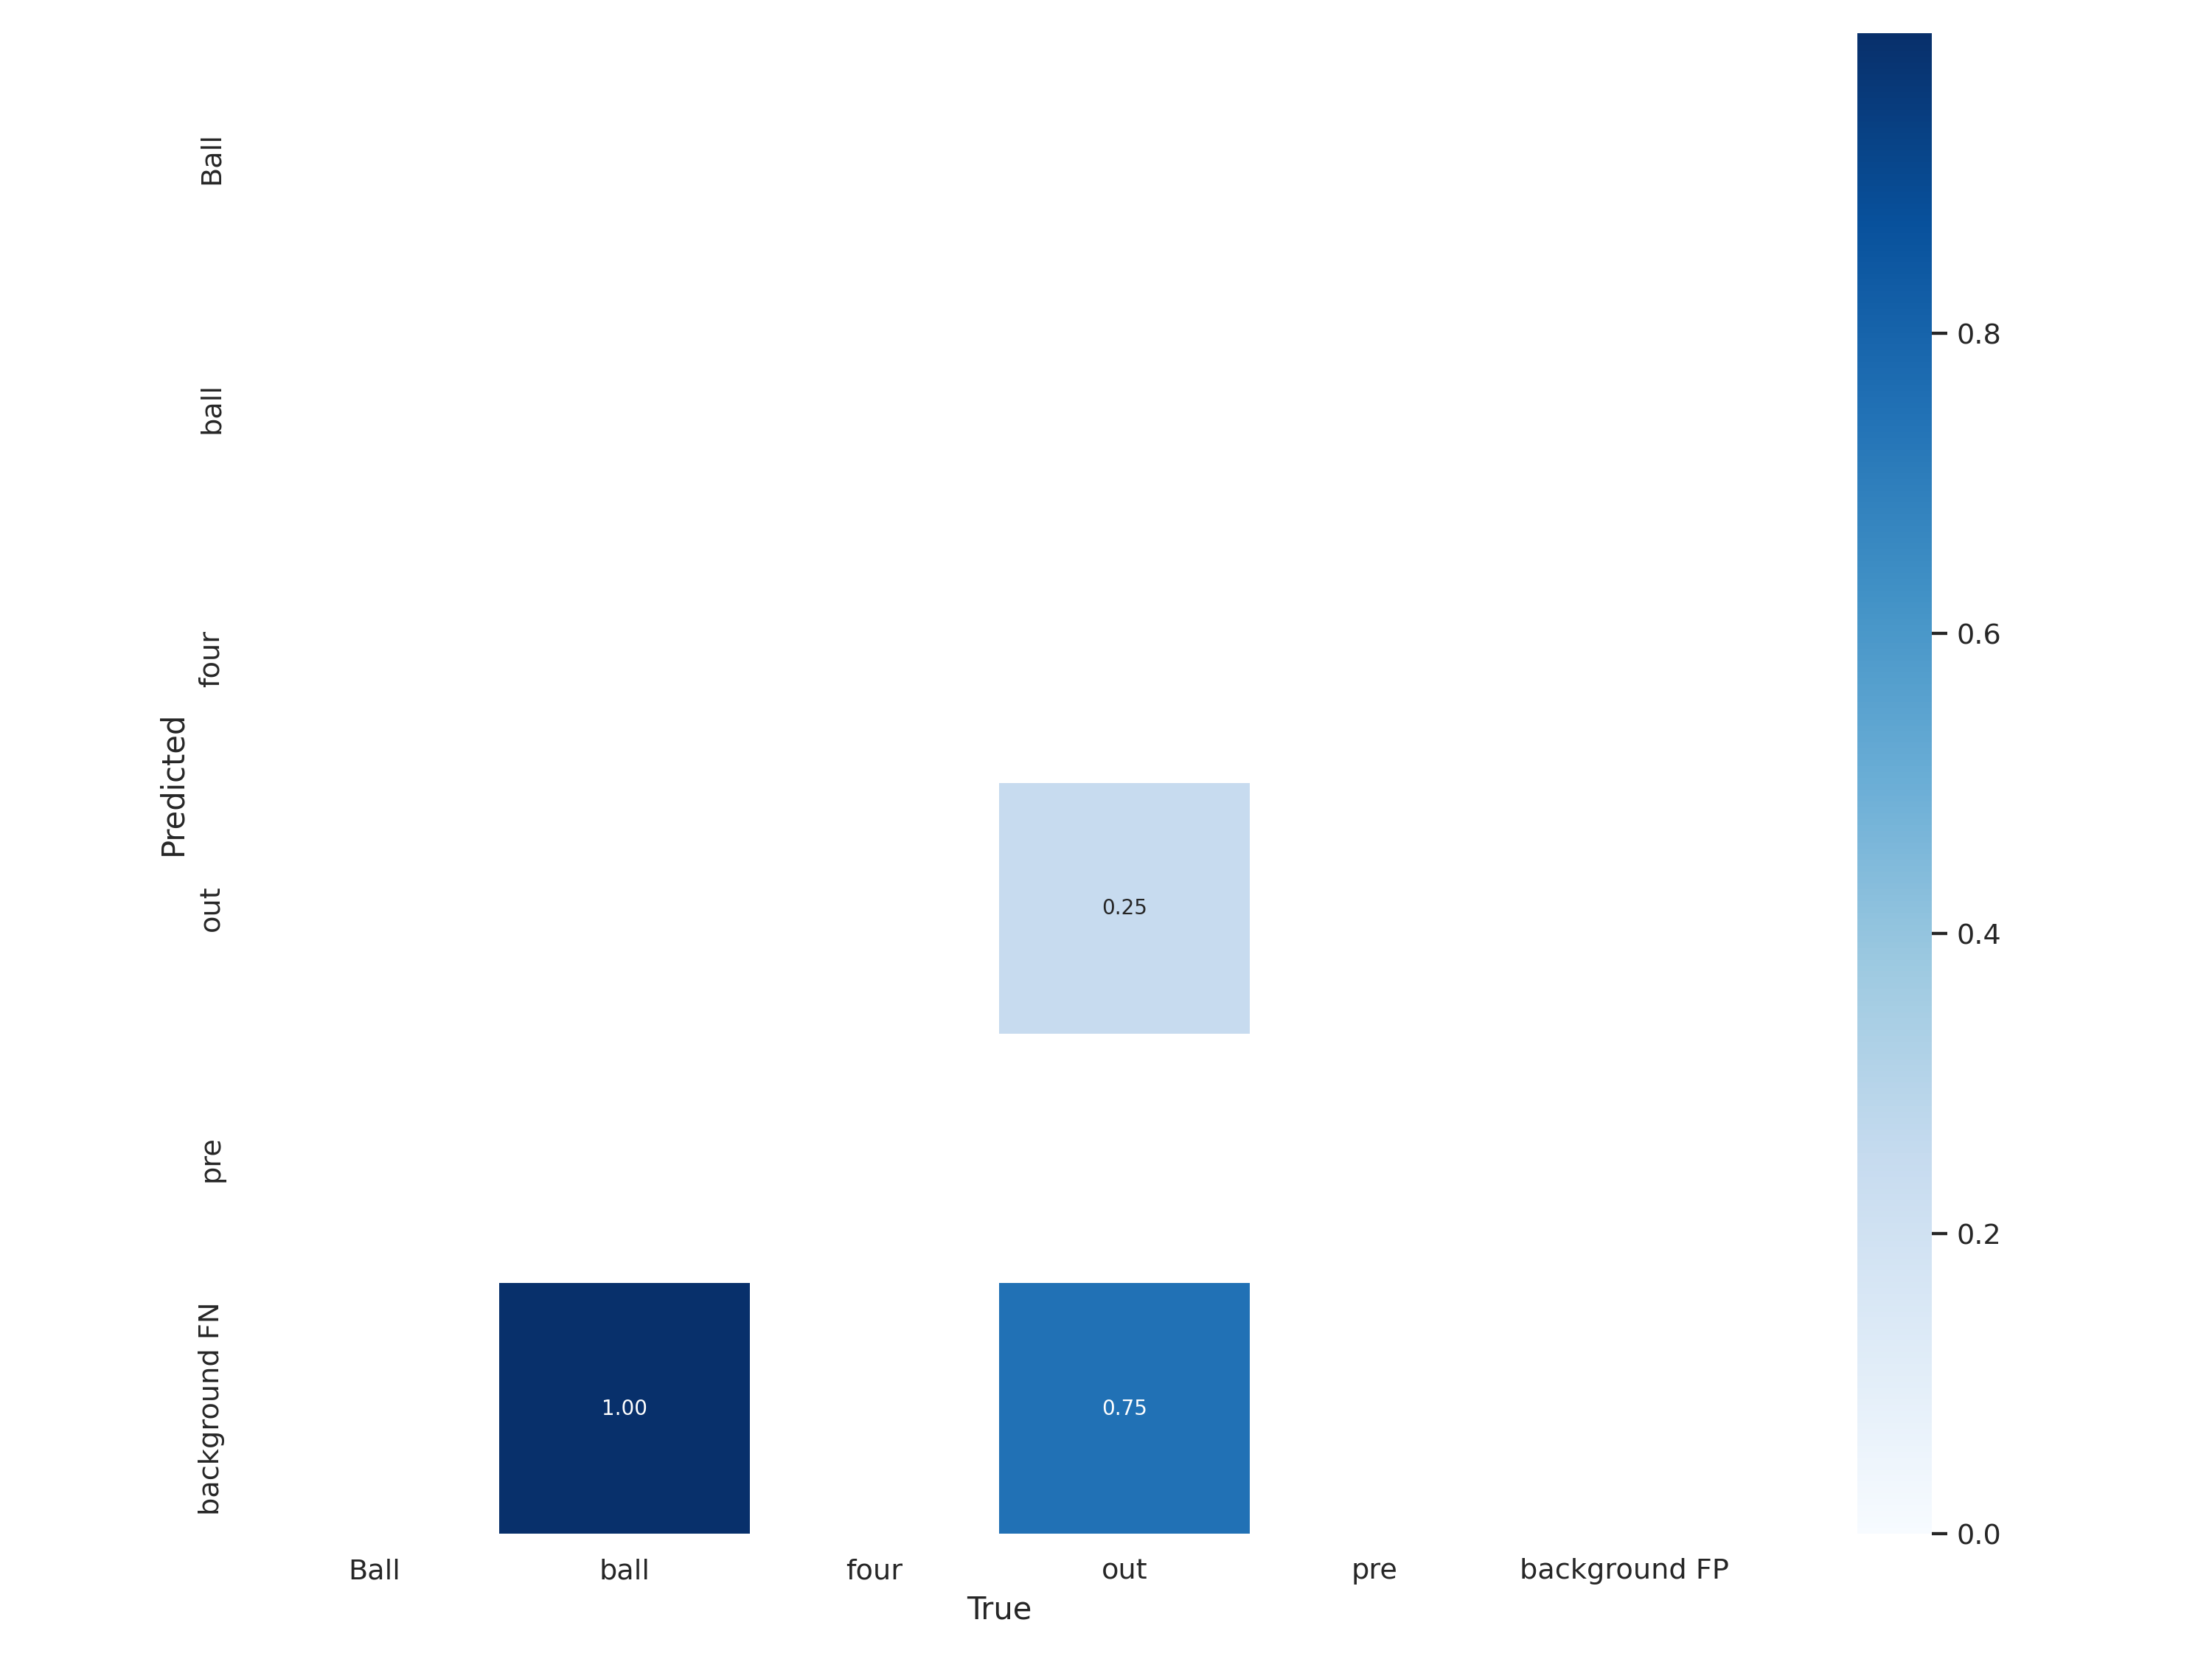 Predicted
Ball
ball
four
out
pre
background FN
0.25
1.00
0.75
Ball
ball
four
out
pre
background FP
True
0.8
0.6
0.4
0.2
0.0